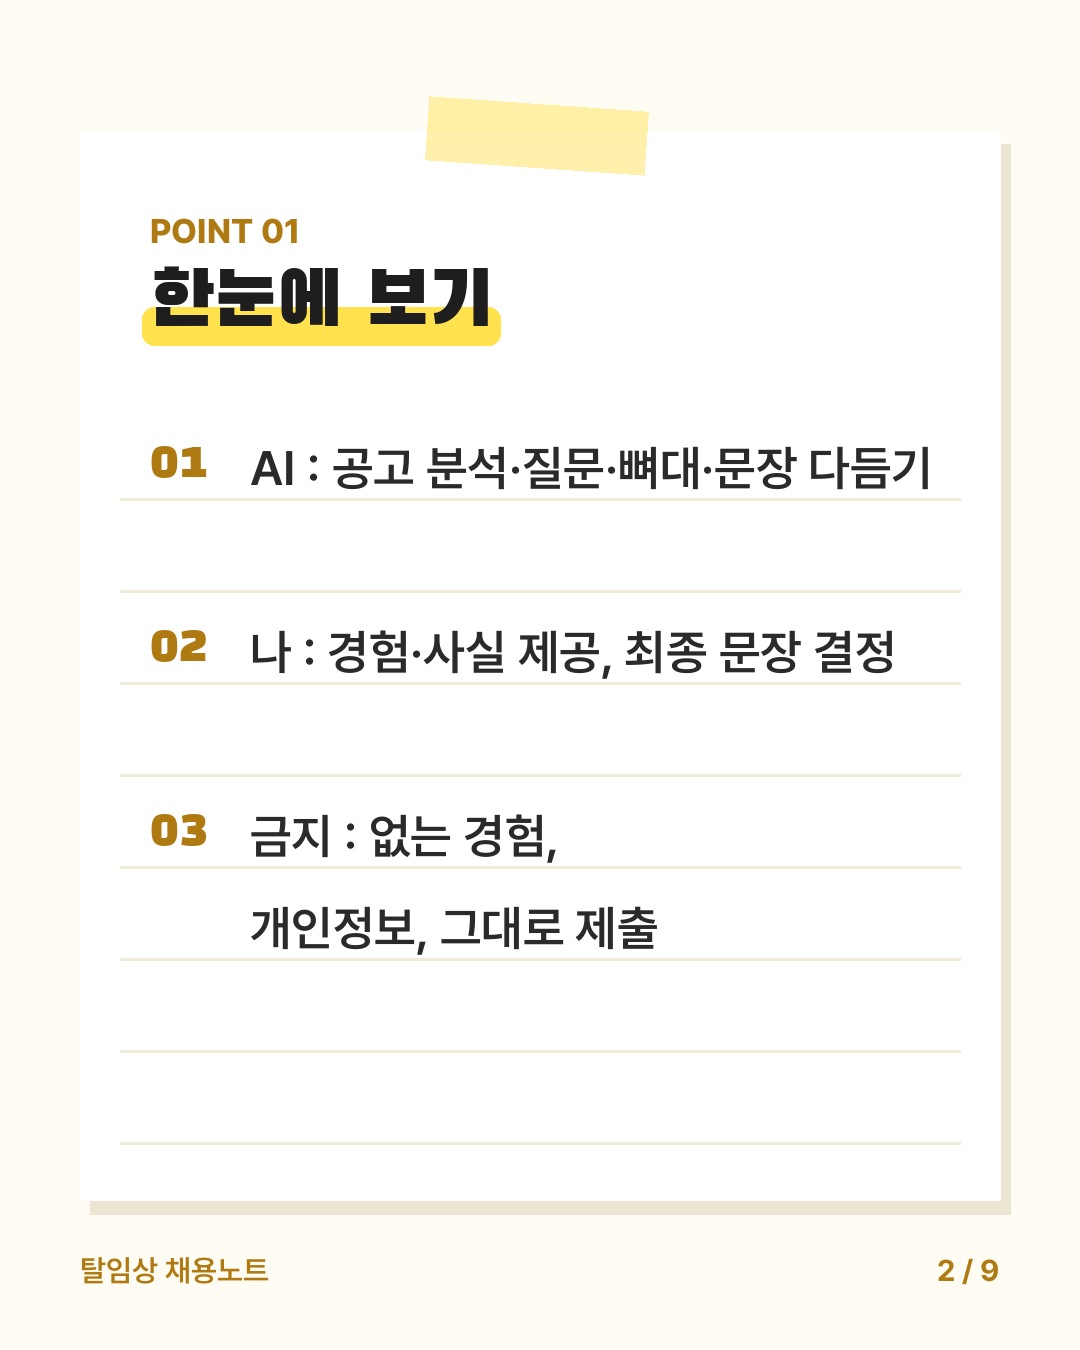 POINT 01
한눈에 보기
01 AI : 공고 분석·질문·뼈대·문장 다듬기
02 나 : 경험·사실 제공, 최종 문장 결정
03 금지 : 없는 경험,
개인정보, 그대로 제출
탈임상 채용노트
2 / 9